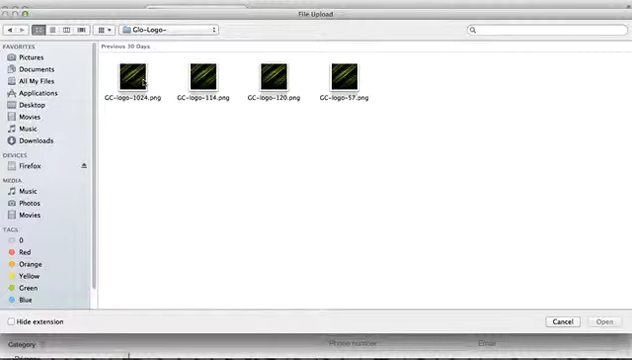 File Upload
Glo-Logo-
FAVORITES
Pictures
Documents
All My Files
Applications
Desktop
Movies
Music
Downloads
DEVICES
Firefox
MEDIA
Music
Photos
Movies
TAGS
0
Red
Orange
Yellow
Green
Blue
Previous 30 Days
GC-logo-1024.png
GC-logo-114.png
GC-logo-120.png
GC-logo-57.png
Hide extension
Cancel
Open
Category
Phone number
Email